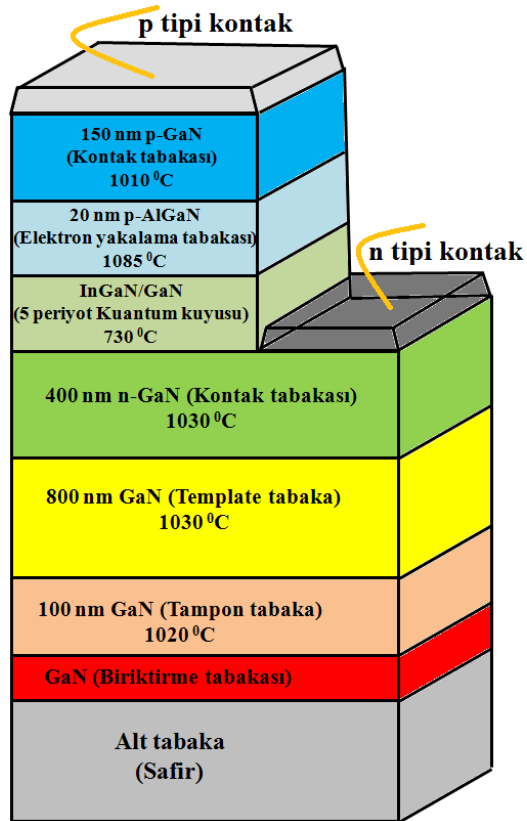 p tipi kontak
150 nm p-GaN
(Kontak tabakası)
1010 ⁰C
20 nm p-AlGaN
(Elektron yakalama tabakası)
1085 ⁰C
n tipi kontak
InGaN/GaN
(5 periyot Kuantum kuyusu)
730 ⁰C
400 nm n-GaN (Kontak tabakası)
1030 ⁰C
800 nm GaN (Template tabaka)
1030 ⁰C
100 nm GaN (Tampon tabaka)
1020 ⁰C
GaN (Biriktirme tabakası)
Alt tabaka
(Safir)